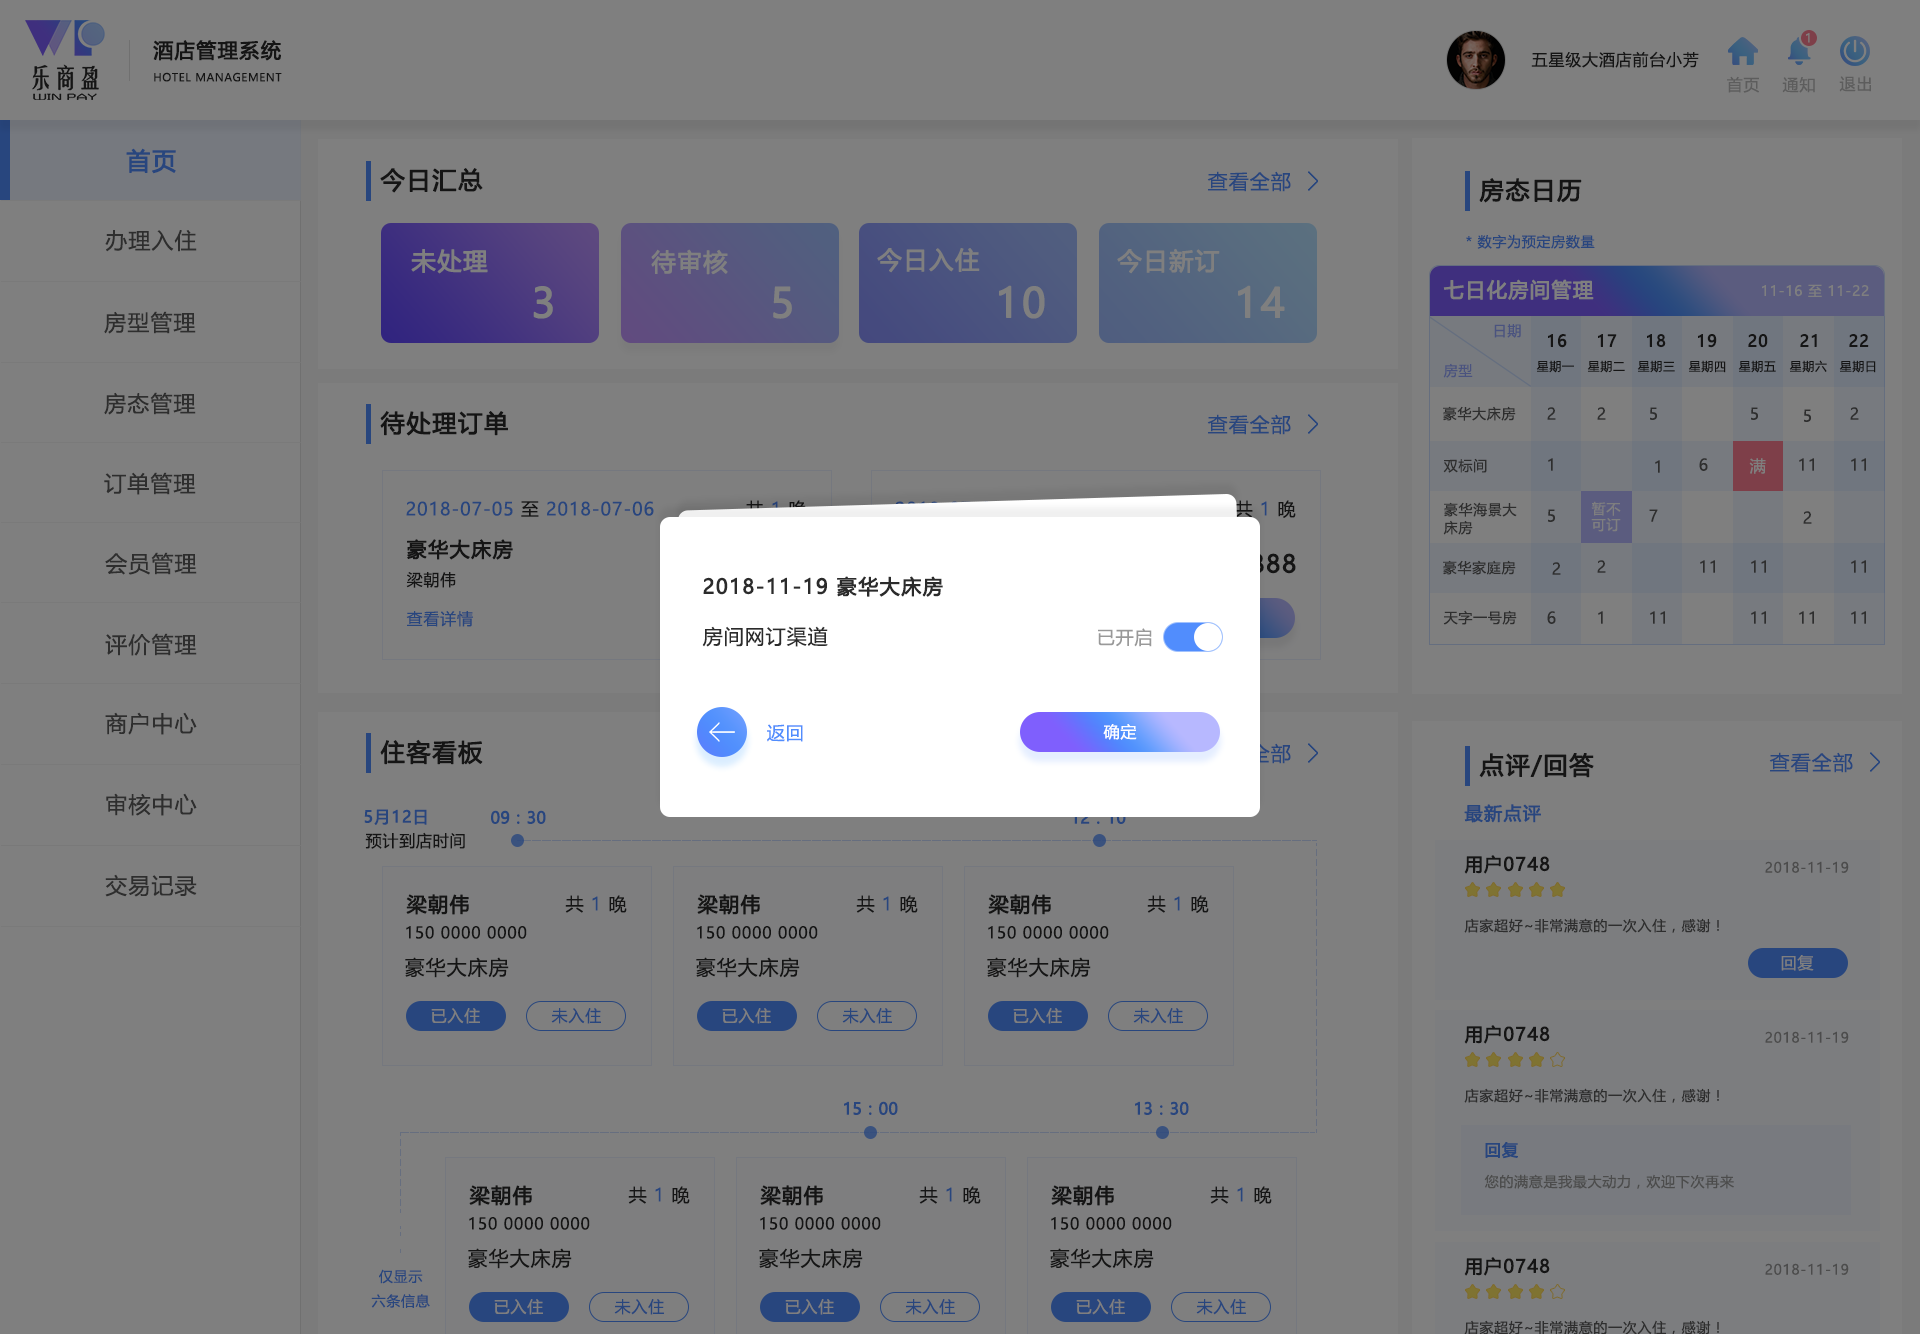 乐商盈
WIN PAY
酒店管理系统
HOTEL MANAGEMENT
五星级大酒店前台小芳
首页
1
通知
退出
首页
办理入住
房型管理
房态管理
订单管理
会员管理
评价管理
商户中心
审核中心
交易记录
今日汇总
查看全部
未处理
3
待审核
5
今日入住
10
今日新订
14
待处理订单
查看全部
2018-07-05 至 2018-07-06
共 1 晚
豪华大床房
梁朝伟
查看详情
共 1 晚
888
2018-11-19 豪华大床房
房间网订渠道
已开启
返回
确定
住客看板
全部
5月12日
预计到店时间
09 : 30
12 : 10
梁朝伟 共 1 晚
150 0000 0000
豪华大床房
已入住 未入住
梁朝伟 共 1 晚
150 0000 0000
豪华大床房
已入住 未入住
梁朝伟 共 1 晚
150 0000 0000
豪华大床房
已入住 未入住
15 : 00
13 : 30
仅显示
六条信息
梁朝伟 共 1 晚
150 0000 0000
豪华大床房
已入住 未入住
梁朝伟 共 1 晚
150 0000 0000
豪华大床房
已入住 未入住
梁朝伟 共 1 晚
150 0000 0000
豪华大床房
已入住 未入住
房态日历
* 数字为预定房数量
七日化房间管理 11-16 至 11-22
日期
房型
16 17 18 19 20 21 22
星期一 星期二 星期三 星期四 星期五 星期六 星期日
豪华大床房 2 2 5 5 5 2
双标间 1 1 6 满 11 11
豪华海景大
床房 5 暂不
可订 7 2
豪华家庭房 2 2 11 11 11
天字一号房 6 1 11 11 11 11
点评/回答
查看全部
最新点评
用户0748 2018-11-19
店家超好~非常满意的一次入住，感谢！
回复
用户0748 2018-11-19
店家超好~非常满意的一次入住，感谢！
回复
您的满意是我最大动力，欢迎下次再来
用户0748 2018-11-19
店家超好~非常满意的一次入住，感谢！